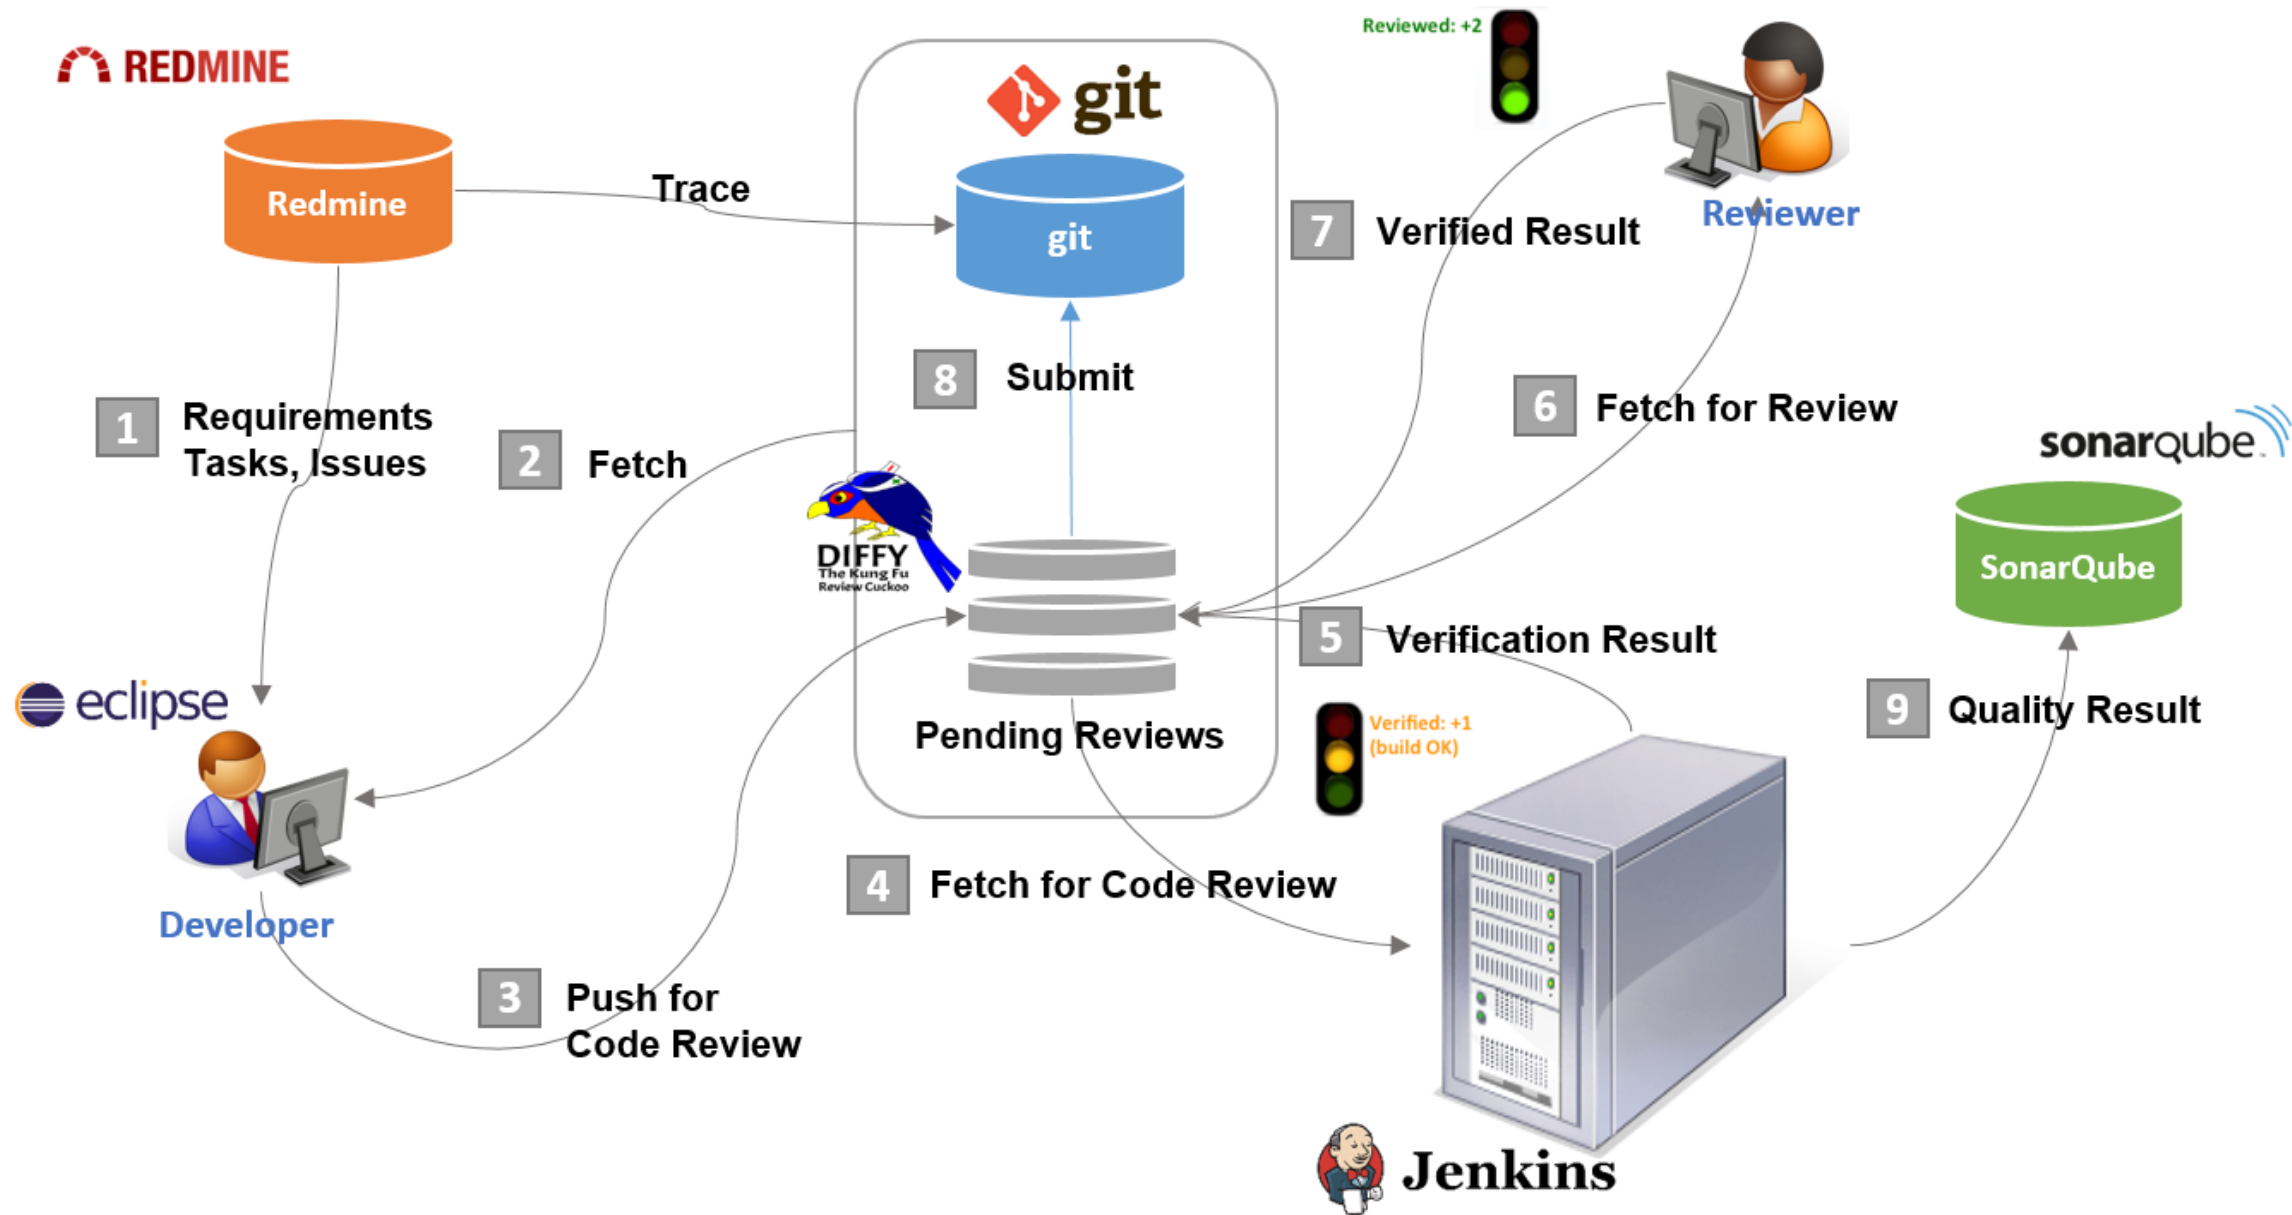 REDMINE
Redmine
Trace
git
git
Reviewed: +2
Reviewer
7 Verified Result
8 Submit
6 Fetch for Review
1 Requirements
Tasks, Issues
2 Fetch
sonarqube
SonarQube
DIFFY
The Kung Fu
Review Cuckoo
5 Verification Result
eclipse
Pending Reviews
Verified: +1
(build OK)
9 Quality Result
4 Fetch for Code Review
Developer
3 Push for
Code Review
Jenkins